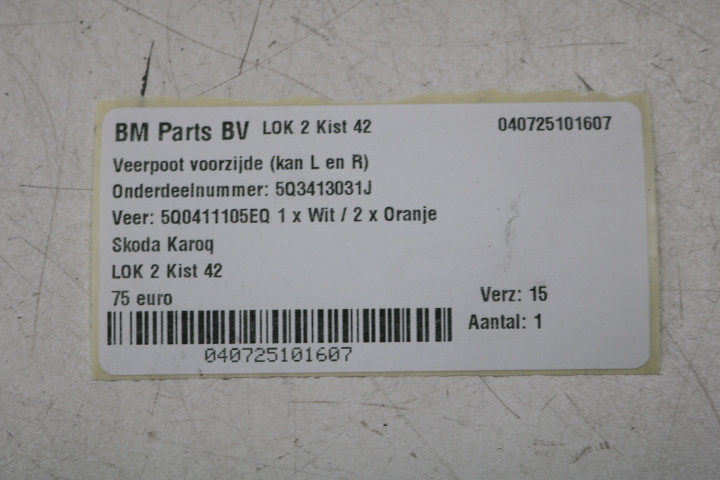 BM Parts BV LOK 2 Kist 42 040725101607
Veerpoot voorzijde (kan L en R)
Onderdeelnummer: 5Q3413031J
Veer: 5Q0411105EQ 1 x Wit / 2 x Oranje
Skoda Karoq
LOK 2 Kist 42
75 euro Verz: 15
Aantal: 1
040725101607